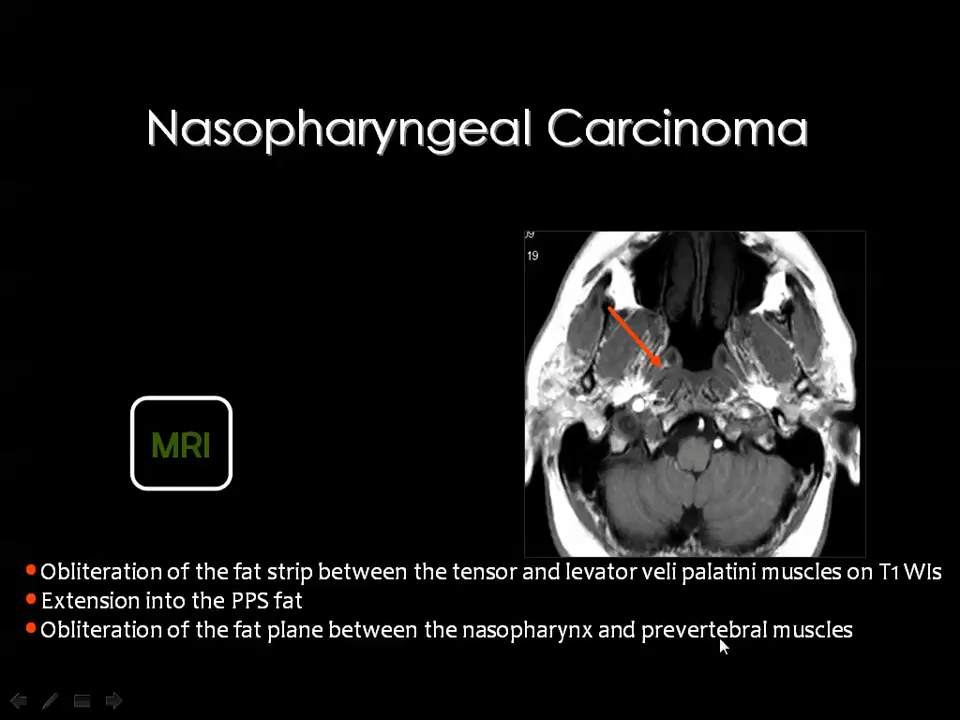 Nasopharyngeal Carcinoma
19
MRI
Obliteration of the fat strip between the tensor and levator veli palatini muscles on T1 WIs
Extension into the PPS fat
Obliteration of the fat plane between the nasopharynx and prevertebral muscles